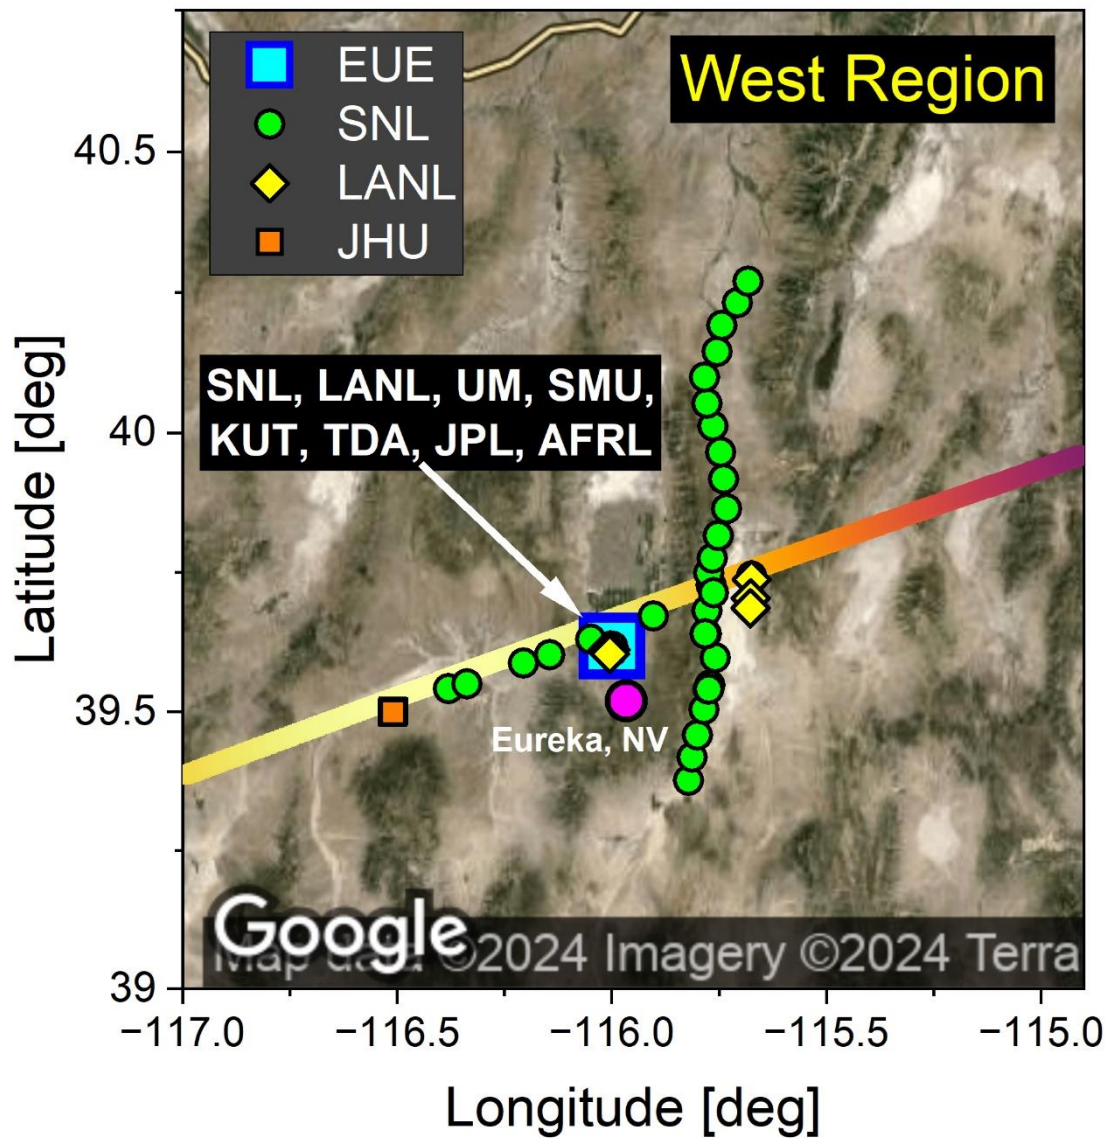 EUE
SNL
LANL
JHU
West Region
40.5
SNL, LANL, UM, SMU,
KUT, TDA, JPL, AFRL
40
39.5
Eureka, NV
Google
Map data ©2024 Imagery ©2024 Terra
39
−117.0 −116.5 −116.0 −115.5 −115.0
Latitude [deg]
Longitude [deg]